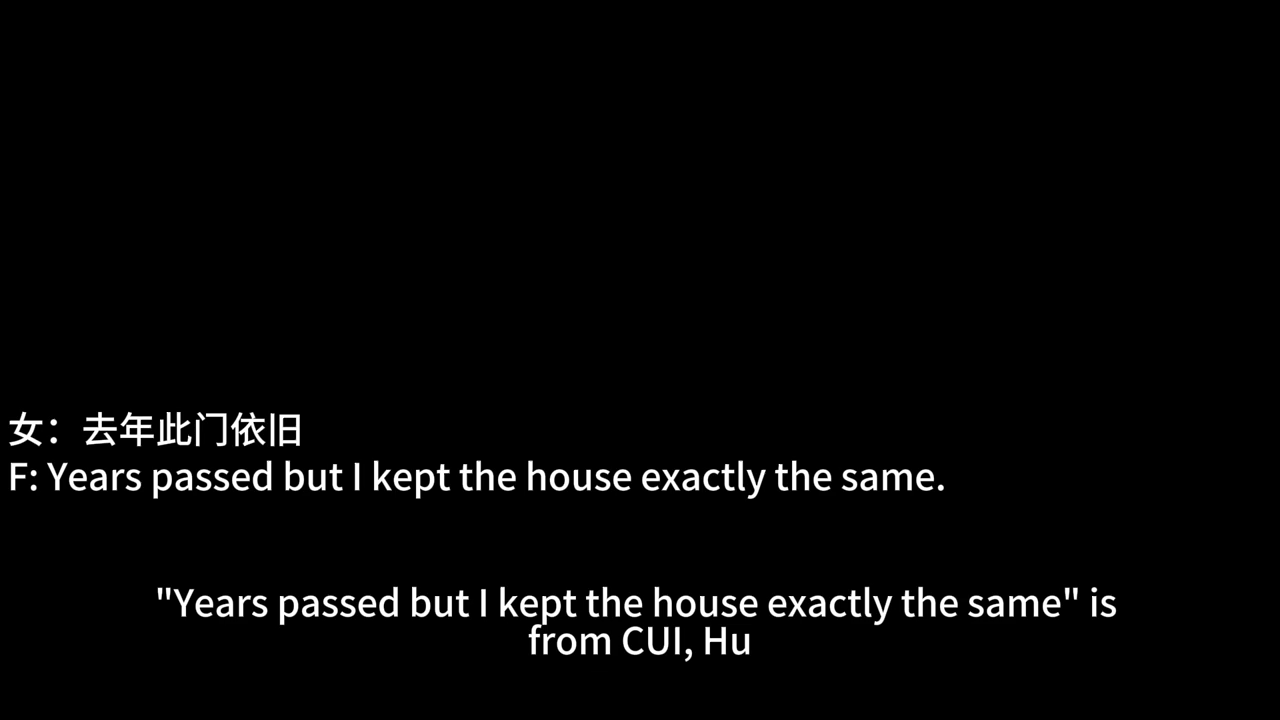 女：去年此门依旧
F: Years passed but I kept the house exactly the same.
"Years passed but I kept the house exactly the same" is
from CUI, Hu